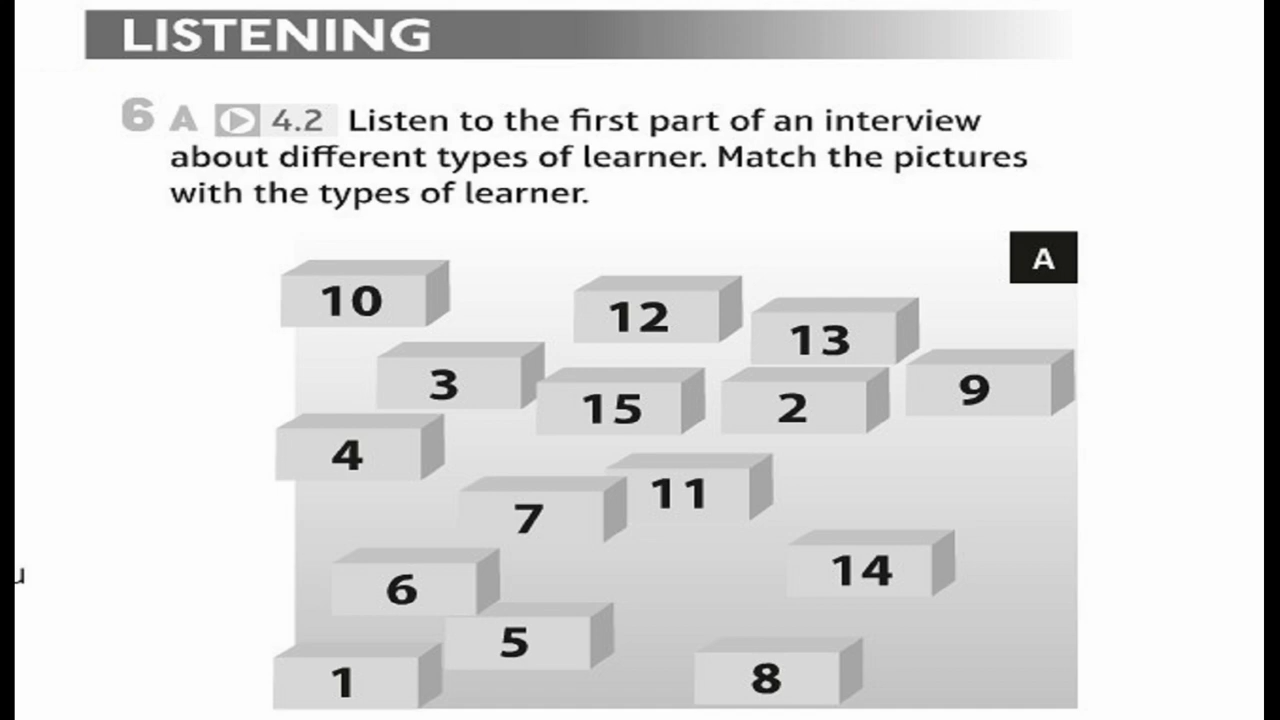 LISTENING
6 A 4.2 Listen to the first part of an interview
about different types of learner. Match the pictures
with the types of learner.
A
10
12
13
3
15
2
9
4
7
11
14
6
5
1
8
u